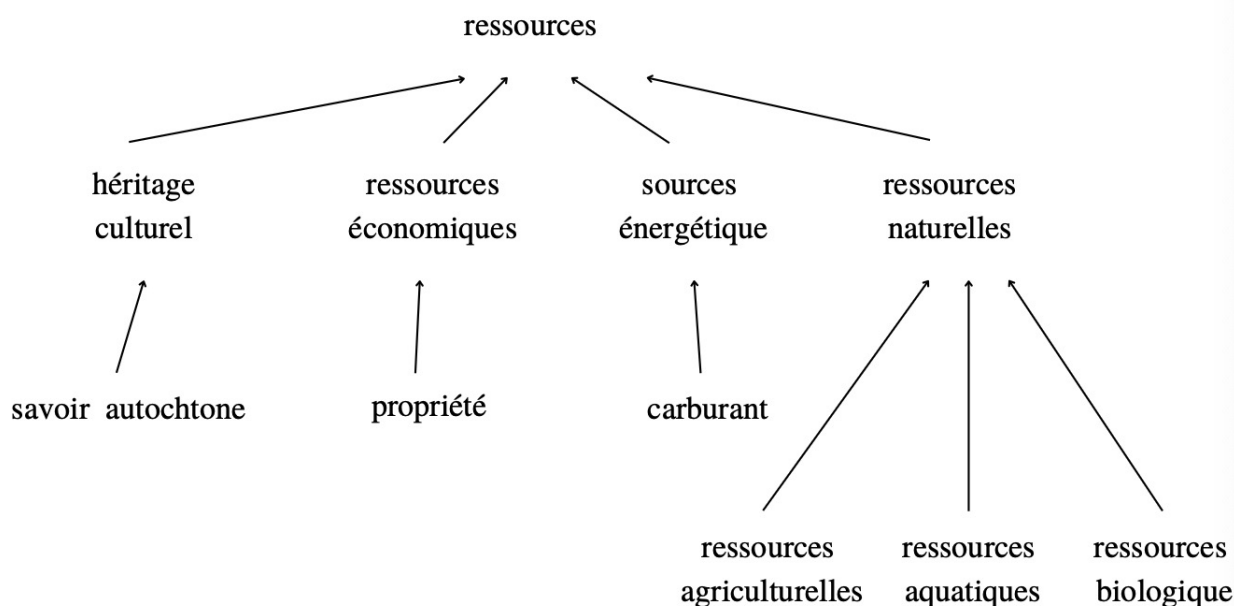 ressources
héritage
culturel
ressources
économiques
sources
énergétique
ressources
naturelles
savoir autochtone
propriété
carburant
ressources
agriculturelles
ressources
aquatiques
ressources
biologique